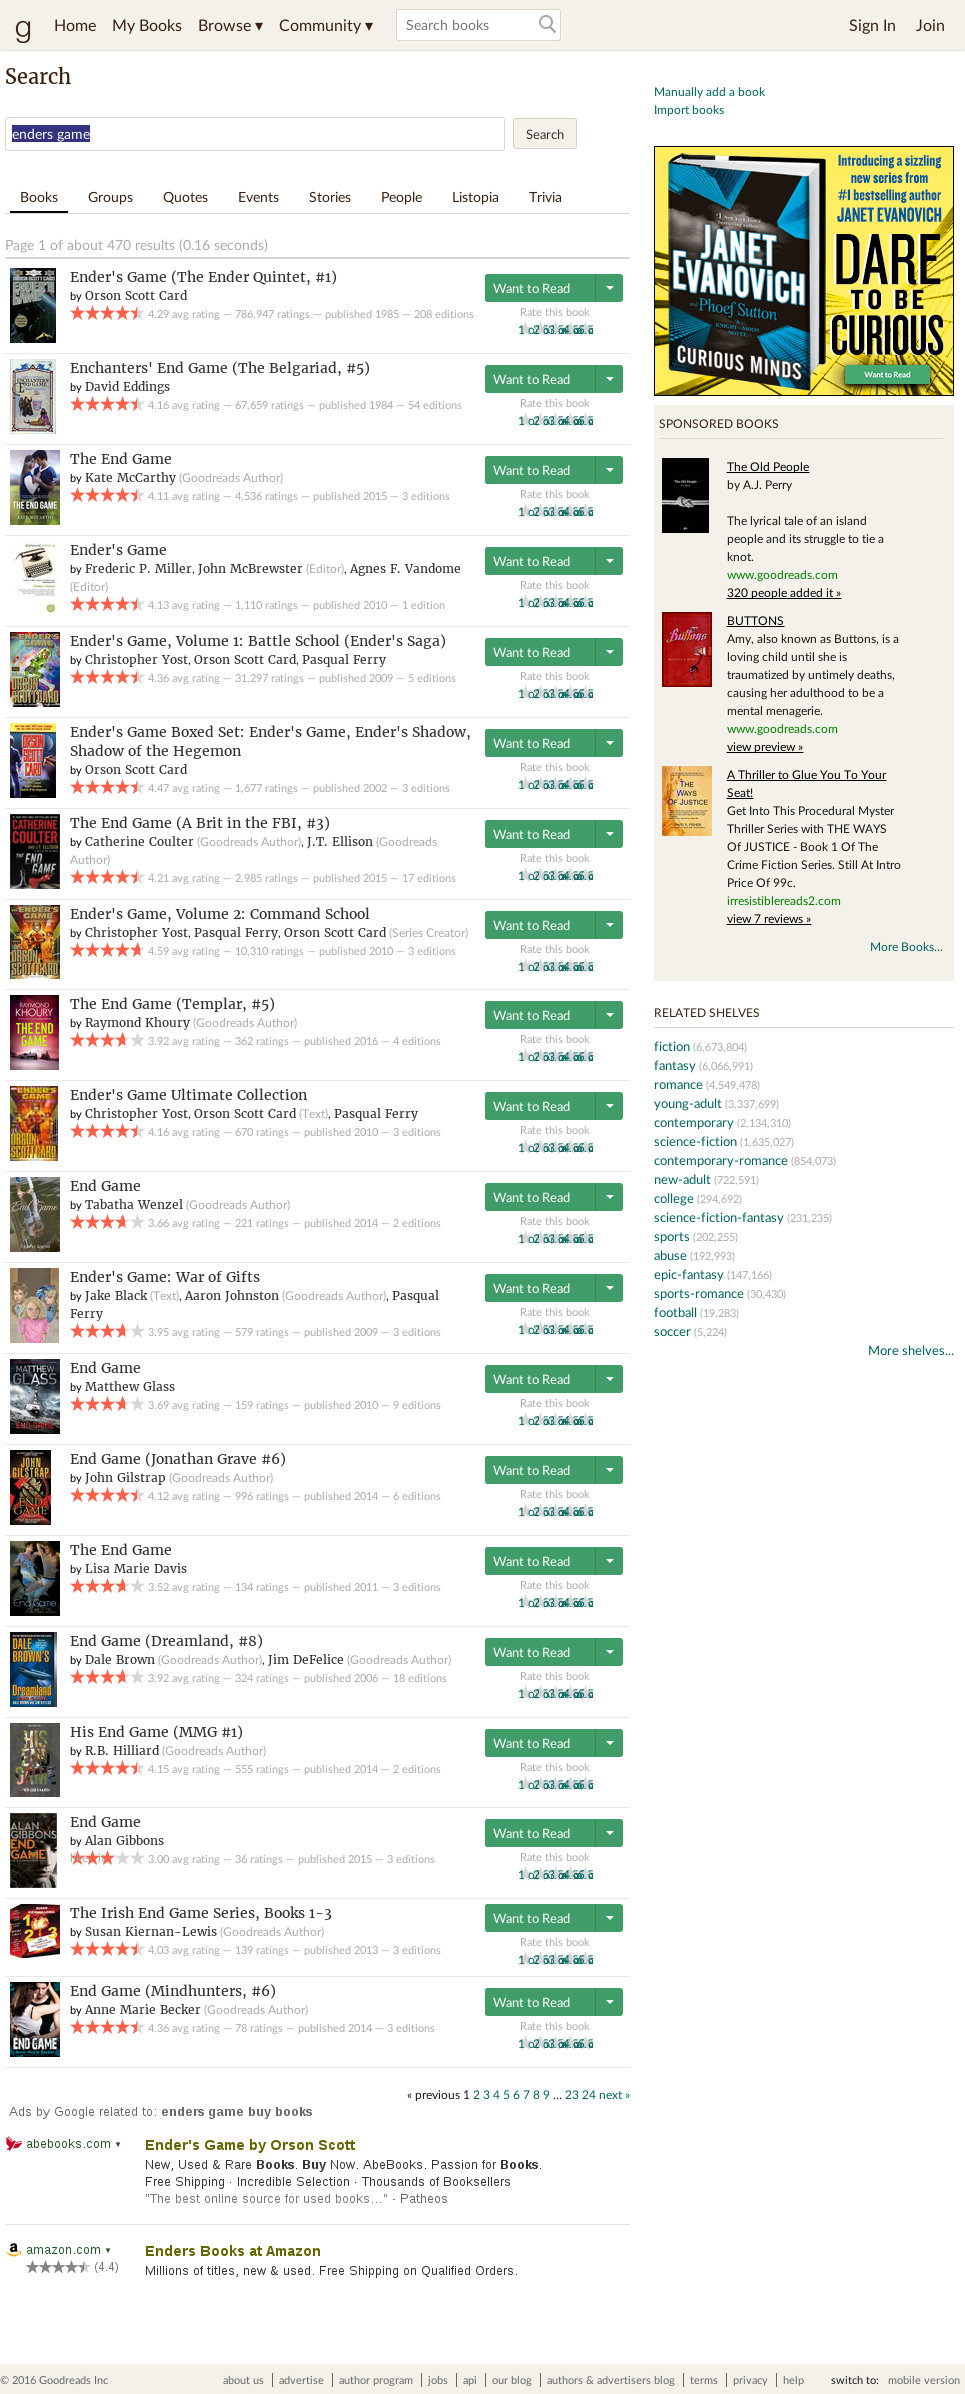 g Home My Books Browse ▾ Community ▾ Search books Sign In Join
Search
enders game Search
Books Groups Quotes Events Stories People Listopia Trivia
Page 1 of about 470 results (0.16 seconds)
Ender's Game (The Ender Quintet, #1)
by Orson Scott Card
4.29 avg rating — 786,947 ratings — published 1985 — 208 editions
Want to Read
Rate this book
Enchanters' End Game (The Belgariad, #5)
by David Eddings
4.16 avg rating — 67,659 ratings — published 1984 — 54 editions
Want to Read
Rate this book
The End Game
by Kate McCarthy (Goodreads Author)
4.11 avg rating — 4,536 ratings — published 2015 — 3 editions
Want to Read
Rate this book
Ender's Game
by Frederic P. Miller, John McBrewster (Editor), Agnes F. Vandome
(Editor)
4.13 avg rating — 1,110 ratings — published 2010 — 1 edition
Want to Read
Rate this book
Ender's Game, Volume 1: Battle School (Ender's Saga)
by Christopher Yost, Orson Scott Card, Pasqual Ferry
4.36 avg rating — 31,297 ratings — published 2009 — 5 editions
Want to Read
Rate this book
Ender's Game Boxed Set: Ender's Game, Ender's Shadow,
Shadow of the Hegemon
by Orson Scott Card
4.47 avg rating — 1,677 ratings — published 2002 — 3 editions
Want to Read
Rate this book
The End Game (A Brit in the FBI, #3)
by Catherine Coulter (Goodreads Author), J.T. Ellison (Goodreads
Author)
4.21 avg rating — 2,985 ratings — published 2015 — 17 editions
Want to Read
Rate this book
Ender's Game, Volume 2: Command School
by Christopher Yost, Pasqual Ferry, Orson Scott Card (Series Creator)
4.59 avg rating — 10,310 ratings — published 2010 — 3 editions
Want to Read
Rate this book
The End Game (Templar, #5)
by Raymond Khoury (Goodreads Author)
3.92 avg rating — 362 ratings — published 2016 — 4 editions
Want to Read
Rate this book
Ender's Game Ultimate Collection
by Christopher Yost, Orson Scott Card (Text), Pasqual Ferry
4.16 avg rating — 670 ratings — published 2010 — 3 editions
Want to Read
Rate this book
End Game
by Tabatha Wenzel (Goodreads Author)
3.66 avg rating — 221 ratings — published 2014 — 2 editions
Want to Read
Rate this book
Ender's Game: War of Gifts
by Jake Black (Text), Aaron Johnston (Goodreads Author), Pasqual
Ferry
3.95 avg rating — 579 ratings — published 2009 — 3 editions
Want to Read
Rate this book
End Game
by Matthew Glass
3.69 avg rating — 159 ratings — published 2010 — 9 editions
Want to Read
Rate this book
End Game (Jonathan Grave #6)
by John Gilstrap (Goodreads Author)
4.12 avg rating — 996 ratings — published 2014 — 6 editions
Want to Read
Rate this book
The End Game
by Lisa Marie Davis
3.52 avg rating — 134 ratings — published 2011 — 3 editions
Want to Read
Rate this book
End Game (Dreamland, #8)
by Dale Brown (Goodreads Author), Jim DeFelice (Goodreads Author)
3.92 avg rating — 324 ratings — published 2006 — 18 editions
Want to Read
Rate this book
His End Game (MMG #1)
by R.B. Hilliard (Goodreads Author)
4.15 avg rating — 555 ratings — published 2014 — 2 editions
Want to Read
Rate this book
End Game
by Alan Gibbons
3.00 avg rating — 36 ratings — published 2015 — 3 editions
Want to Read
Rate this book
The Irish End Game Series, Books 1-3
by Susan Kiernan-Lewis (Goodreads Author)
4.03 avg rating — 139 ratings — published 2013 — 3 editions
Want to Read
Rate this book
End Game (Mindhunters, #6)
by Anne Marie Becker (Goodreads Author)
4.36 avg rating — 78 ratings — published 2014 — 3 editions
Want to Read
Rate this book
« previous 1 2 3 4 5 6 7 8 9 … 23 24 next »
Ads by Google related to: enders game buy books
abebooks.com ▾
Ender's Game by Orson Scott
New, Used & Rare Books. Buy Now. AbeBooks. Passion for Books.
Free Shipping · Incredible Selection · Thousands of Booksellers
"The best online source for used books..." · Patheos
amazon.com ▾
(4.4)
Enders Books at Amazon
Millions of titles, new & used. Free Shipping on Qualified Orders.
Manually add a book
Import books
Introducing a sizzling
new series from
#1 bestselling author
JANET EVANOVICH
DARE
TO BE
CURIOUS
Want to Read
#1 New York Times
bestselling author
JANET
EVANOVICH
and Phoef Sutton
A
KNIGHT-MOON
NOVEL
CURIOUS MINDS
SPONSORED BOOKS
The Old People
by A.J. Perry
The lyrical tale of an island
people and its struggle to tie a
knot.
www.goodreads.com
320 people added it »
BUTTONS
Amy, also known as Buttons, is a
loving child until she is
traumatized by untimely deaths,
causing her adulthood to be a
mental menagerie.
www.goodreads.com
view preview »
A Thriller to Glue You To Your
Seat!
Get Into This Procedural Myster
Thriller Series with THE WAYS
Of JUSTICE - Book 1 Of The
Crime Fiction Series. Still At Intro
Price Of 99c.
irresistiblereads2.com
view 7 reviews »
More Books...
RELATED SHELVES
fiction (6,673,804)
fantasy (6,066,991)
romance (4,549,478)
young-adult (3,337,699)
contemporary (2,134,310)
science-fiction (1,635,027)
contemporary-romance (854,073)
new-adult (722,591)
college (294,692)
science-fiction-fantasy (231,235)
sports (202,255)
abuse (192,993)
epic-fantasy (147,166)
sports-romance (30,430)
football (19,283)
soccer (5,224)
More shelves...
© 2016 Goodreads Inc about us advertise author program jobs api our blog authors & advertisers blog terms privacy help switch to: mobile version